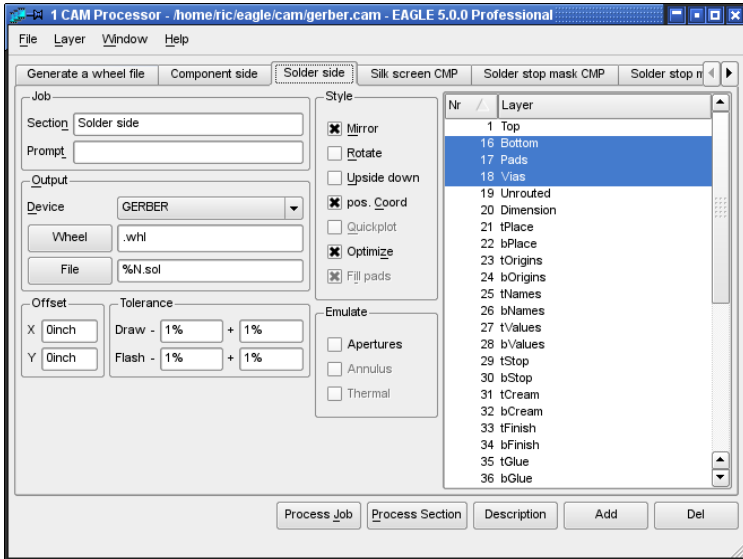 1 CAM Processor - /home/ric/eagle/cam/gerber.cam - EAGLE 5.0.0 Professional
File Layer Window Help
Generate a wheel file Component side Solder side Silk screen CMP Solder stop mask CMP Solder stop
Job
Section Solder side
Prompt
Output
Device GERBER
Wheel .whl
File %N.sol
Offset
X 0inch
Y 0inch
Tolerance
Draw - 1% + 1%
Flash - 1% + 1%
Style
Mirror
Rotate
Upside down
pos. Coord
Quickplot
Optimize
Fill pads
Emulate
Apertures
Annulus
Thermal
Nr Layer
1 Top
16 Bottom
17 Pads
18 Vias
19 Unrouted
20 Dimension
21 tPlace
22 bPlace
23 tOrigins
24 bOrigins
25 tNames
26 bNames
27 tValues
28 bValues
29 tStop
30 bStop
31 tCream
32 bCream
33 tFinish
34 bFinish
35 tGlue
36 bGlue
Process Job Process Section Description Add Del